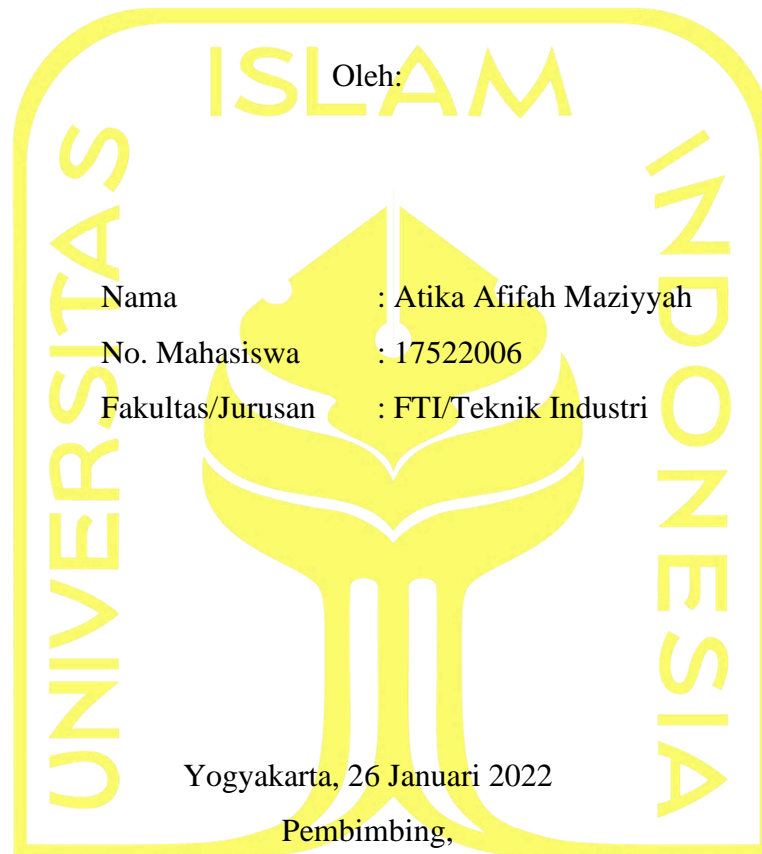 UNIVERSITAS ISLAM INDONESIA
Oleh:
Nama : Atika Afifah Maziyyah
No. Mahasiswa : 17522006
Fakultas/Jurusan : FTI/Teknik Industri
Yogyakarta, 26 Januari 2022
Pembimbing,